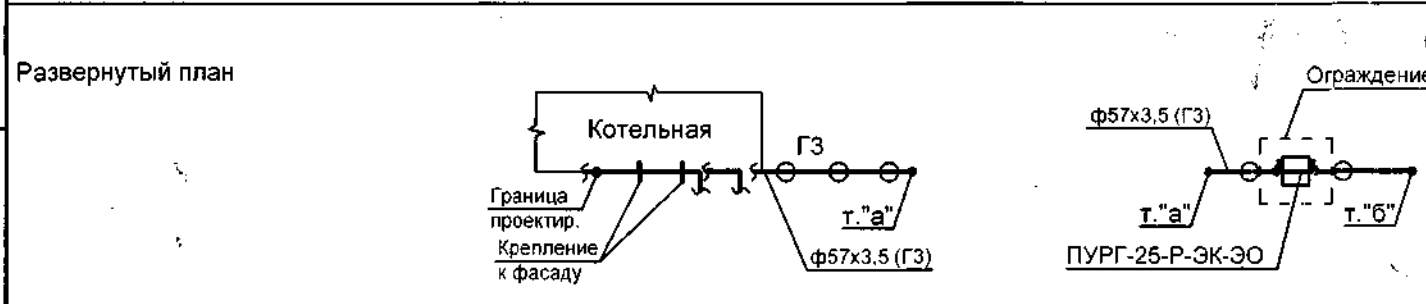 Развернутый план
Котельная
Г3
Граница
проектир.
Крепление
к фасаду
т."а"
ф57х3,5 (Г3)
Ограждение
ф57х3,5 (Г3)
т."а"
т."б"
ПУРГ-25-Р-ЭК-ЭО